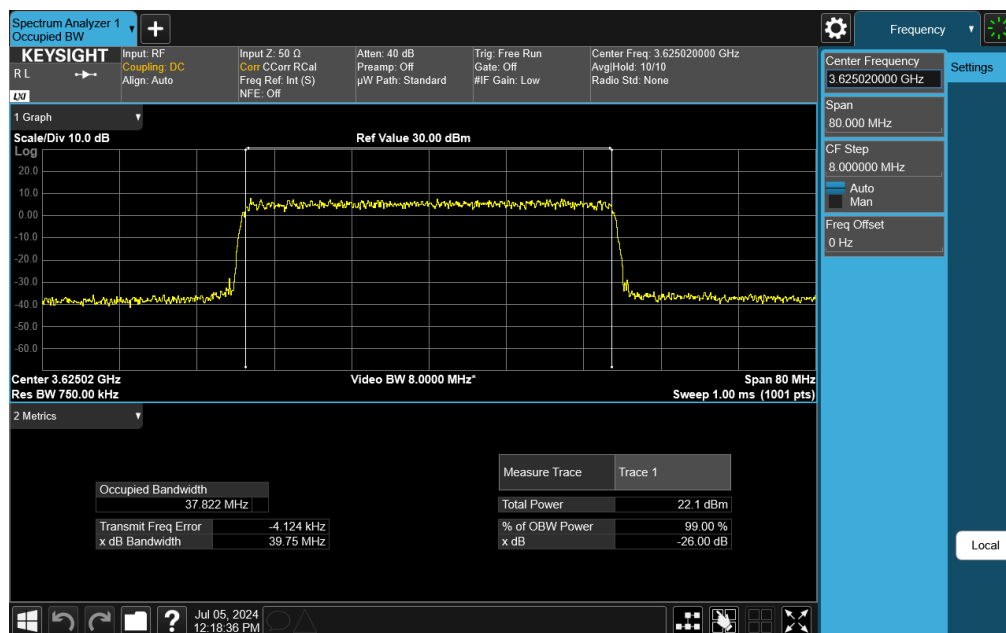 Spectrum Analyzer 1
Occupied BW
+
Frequency
KEYSIGHT
R L
LXI
Input: RF
Coupling: DC
Align: Auto
Input Z: 50 Ω
Corr CCorr RCal
Freq Ref: Int (S)
NFE: Off
Atten: 40 dB
Preamp: Off
µW Path: Standard
Trig: Free Run
Gate: Off
#IF Gain: Low
Center Freq: 3.625020000 GHz
Avg|Hold: 10/10
Radio Std: None
Center Frequency
3.625020000 GHz
Settings
Span
80.000 MHz
CF Step
8.000000 MHz
Auto
Man
Freq Offset
0 Hz
Local
1 Graph
Scale/Div 10.0 dB
Ref Value 30.00 dBm
Log
20.0
10.0
0.00
-10.0
-20.0
-30.0
-40.0
-50.0
-60.0
Center 3.62502 GHz
Video BW 8.0000 MHz*
Span 80 MHz
Res BW 750.00 kHz
Sweep 1.00 ms (1001 pts)
2 Metrics
Measure Trace Trace 1
Occupied Bandwidth
37.822 MHz
Total Power 22.1 dBm
Transmit Freq Error -4.124 kHz
% of OBW Power 99.00 %
x dB Bandwidth 39.75 MHz
x dB -26.00 dB
?
Jul 05, 2024
12:18:36 PM